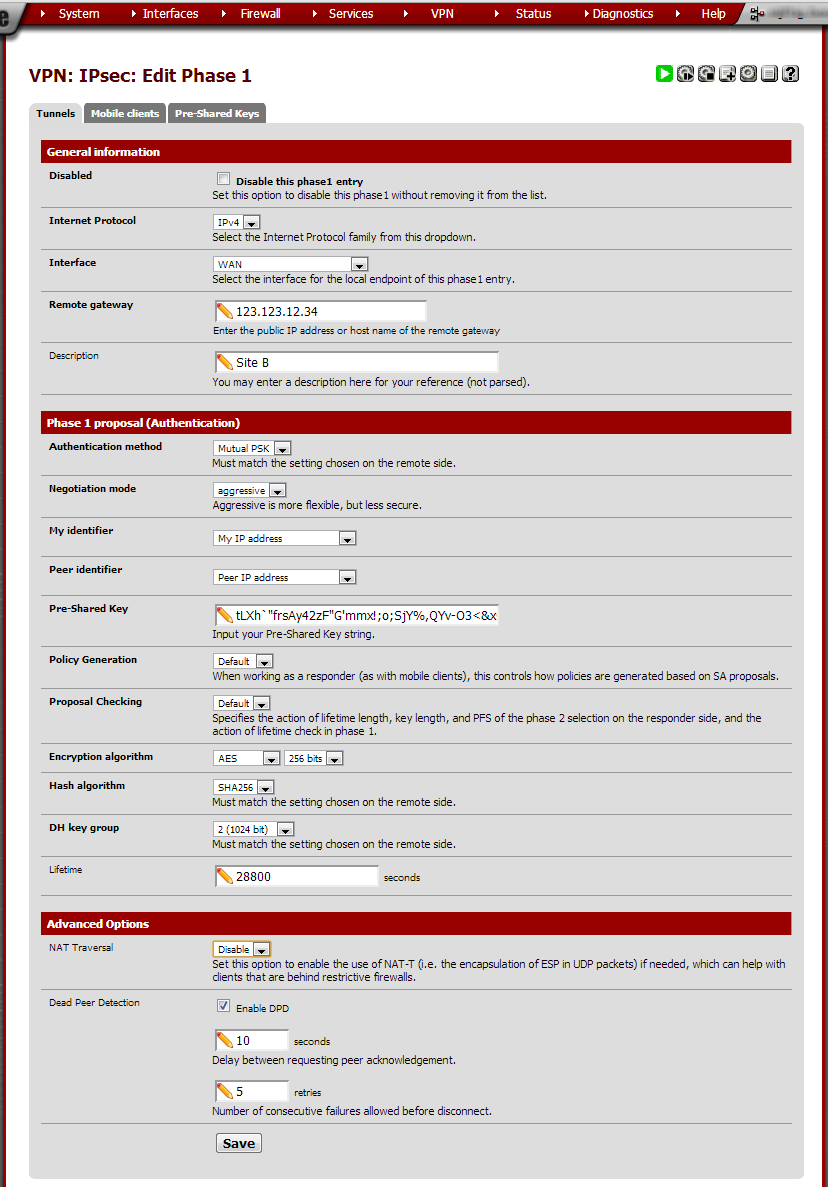 System Interfaces Firewall Services VPN Status Diagnostics Help
VPN: IPsec: Edit Phase 1
Tunnels Mobile clients Pre-Shared Keys
General information
Disabled
Disable this phase1 entry
Set this option to disable this phase1 without removing it from the list.
Internet Protocol
IPv4
Select the Internet Protocol family from this dropdown.
Interface
WAN
Select the interface for the local endpoint of this phase1 entry.
Remote gateway
123.123.12.34
Enter the public IP address or host name of the remote gateway
Description
Site B
You may enter a description here for your reference (not parsed).
Phase 1 proposal (Authentication)
Authentication method
Mutual PSK
Must match the setting chosen on the remote side.
Negotiation mode
aggressive
Aggressive is more flexible, but less secure.
My identifier
My IP address
Peer identifier
Peer IP address
Pre-Shared Key
tLXh`"frsAy42zF"G'mmx!;o;SjY%,QYv-O3<&x
Input your Pre-Shared Key string.
Policy Generation
Default
When working as a responder (as with mobile clients), this controls how policies are generated based on SA proposals.
Proposal Checking
Default
Specifies the action of lifetime length, key length, and PFS of the phase 2 selection on the responder side, and the
action of lifetime check in phase 1.
Encryption algorithm
AES 256 bits
Hash algorithm
SHA256
Must match the setting chosen on the remote side.
DH key group
2 (1024 bit)
Must match the setting chosen on the remote side.
Lifetime
28800 seconds
Advanced Options
NAT Traversal
Disable
Set this option to enable the use of NAT-T (i.e. the encapsulation of ESP in UDP packets) if needed, which can help with
clients that are behind restrictive firewalls.
Dead Peer Detection
Enable DPD
10 seconds
Delay between requesting peer acknowledgement.
5 retries
Number of consecutive failures allowed before disconnect.
Save